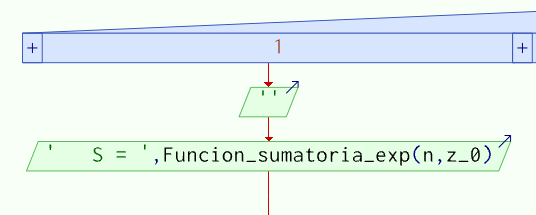 + 1 +
' '
'   S = ',Funcion_sumatoria_exp(n,z_0)